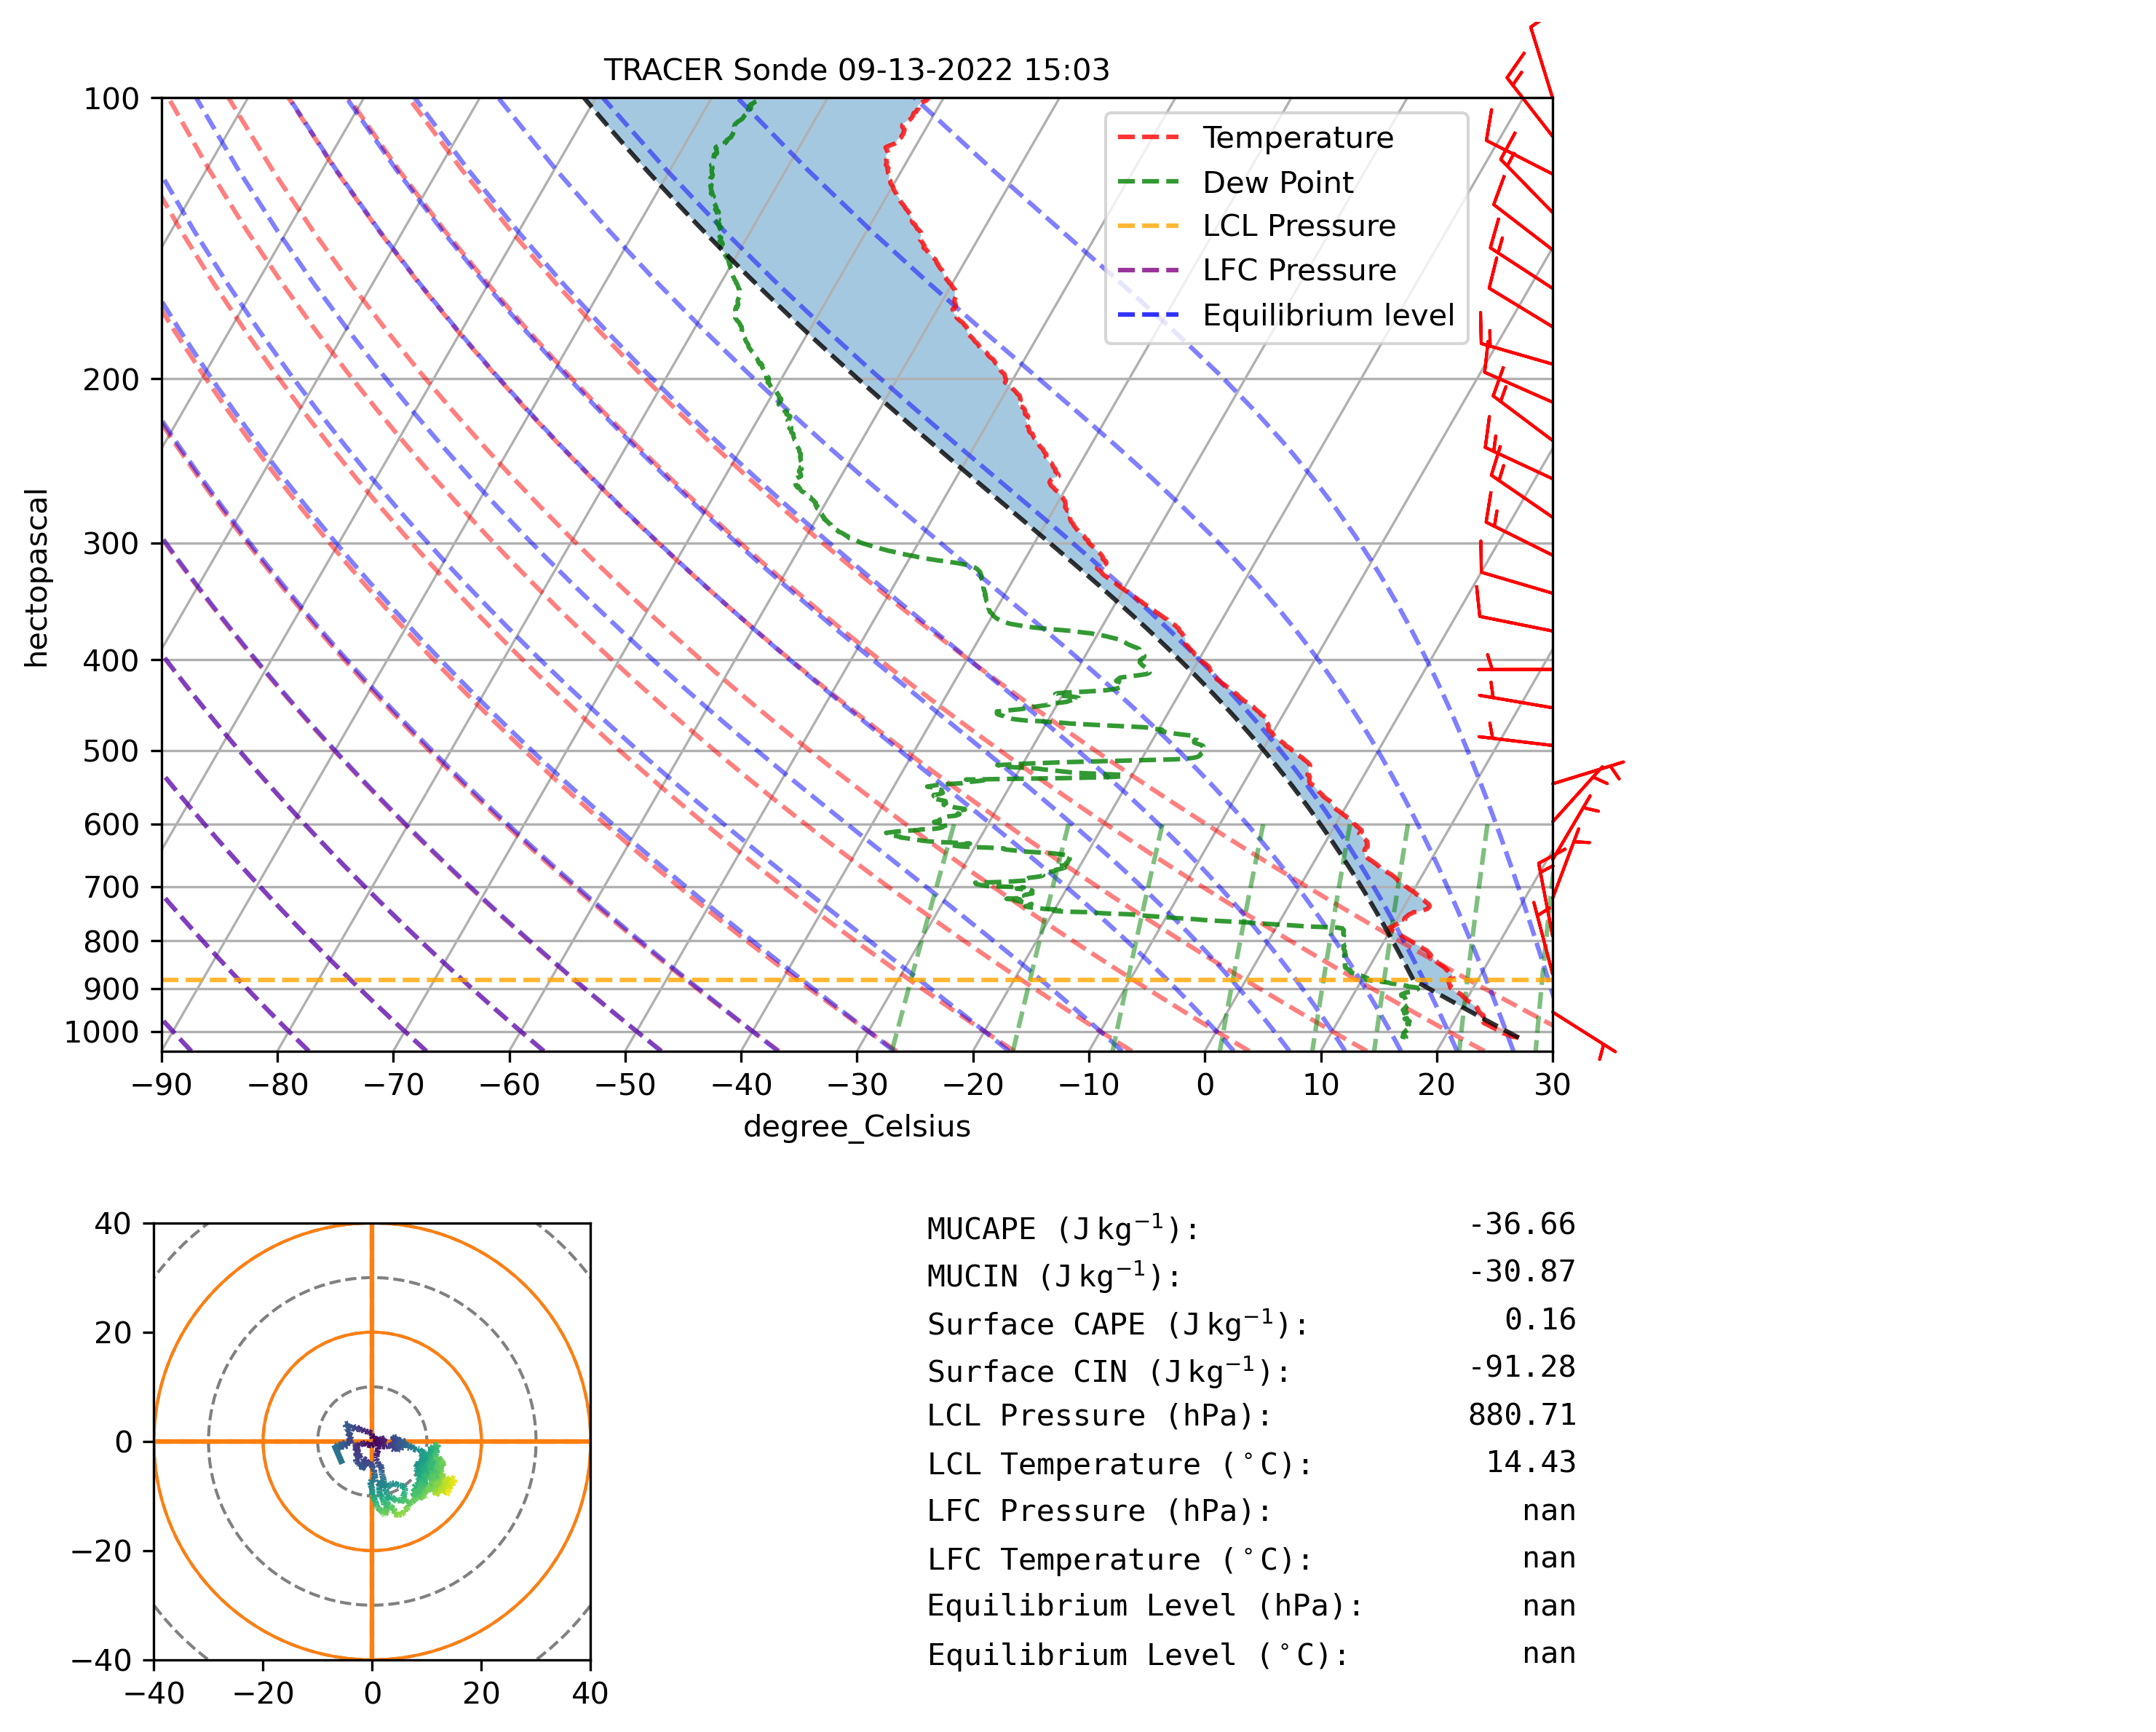 TRACER Sonde 09-13-2022 15:03
100
200
300
400
500
600
700
800
900
1000
hectopascal
Temperature
Dew Point
LCL Pressure
LFC Pressure
Equilibrium level
−90 −80 −70 −60 −50 −40 −30 −20 −10 0 10 20 30
degree_Celsius
40
20
0
−20
−40
−40 −20 0 20 40
MUCAPE (J kg⁻¹): -36.66
MUCIN (J kg⁻¹): -30.87
Surface CAPE (J kg⁻¹): 0.16
Surface CIN (J kg⁻¹): -91.28
LCL Pressure (hPa): 880.71
LCL Temperature (°C): 14.43
LFC Pressure (hPa): nan
LFC Temperature (°C): nan
Equilibrium Level (hPa): nan
Equilibrium Level (°C): nan